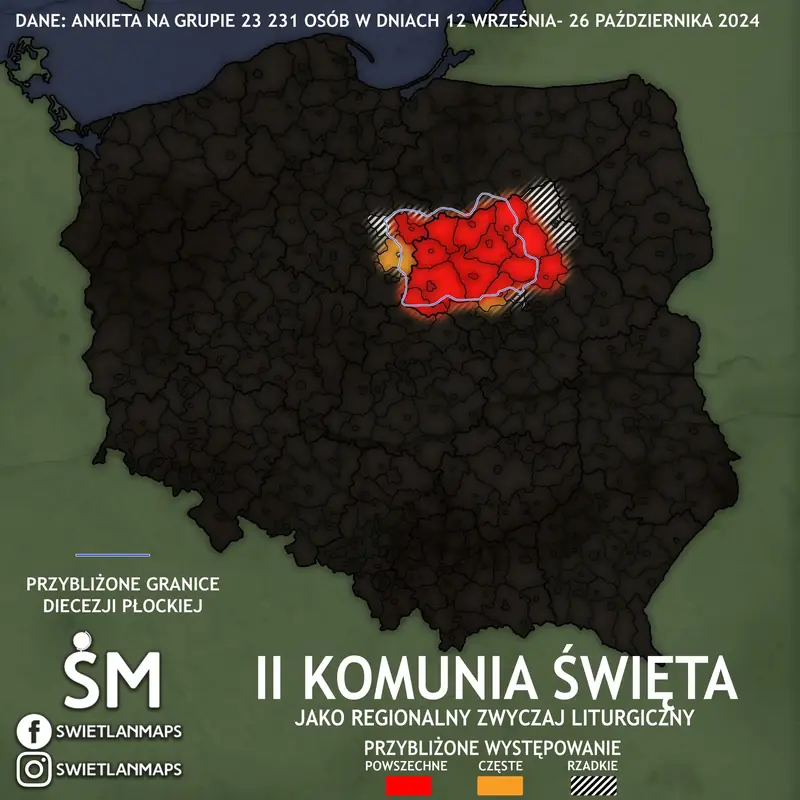 DANE: ANKIETA NA GRUPIE 23 231 OSÓB W DNIACH 12 WRZEŚNIA- 26 PAŹDZIERNIKA 2024
PRZYBLIŻONE GRANICE
DIECEZJI PŁOCKIEJ
ŚM
SWIETLANMAPS
SWIETLANMAPS
II KOMUNIA ŚWIĘTA
JAKO REGIONALNY ZWYCZAJ LITURGICZNY
PRZYBLIŻONE WYSTĘPOWANIE
POWSZECHNE CZĘSTE RZADKIE